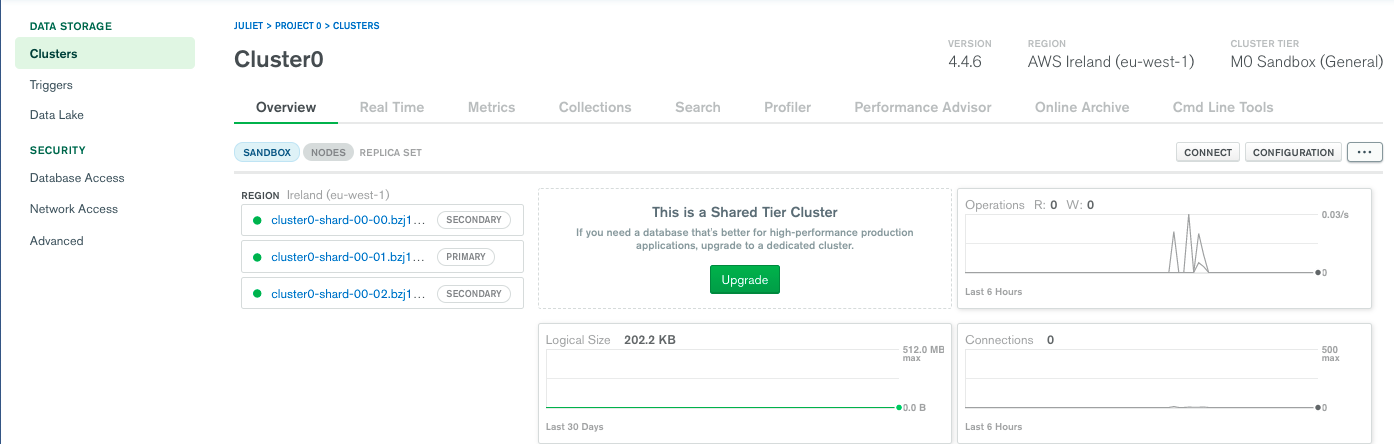 DATA STORAGE
Clusters
Triggers
Data Lake
SECURITY
Database Access
Network Access
Advanced
JULIET > PROJECT 0 > CLUSTERS
Cluster0
VERSION
4.4.6
REGION
AWS Ireland (eu-west-1)
CLUSTER TIER
M0 Sandbox (General)
Overview Real Time Metrics Collections Search Profiler Performance Advisor Online Archive Cmd Line Tools
SANDBOX NODES REPLICA SET
CONNECT CONFIGURATION ...
REGION Ireland (eu-west-1)
cluster0-shard-00-00.bzj1... SECONDARY
cluster0-shard-00-01.bzj1... PRIMARY
cluster0-shard-00-02.bzj1... SECONDARY
This is a Shared Tier Cluster
If you need a database that's better for high-performance production
applications, upgrade to a dedicated cluster.
Upgrade
Operations R: 0 W: 0
0.03/s
0
Last 6 Hours
Logical Size 202.2 KB
512.0 MB
max
0.0 B
Last 30 Days
Connections 0
500
max
0
Last 6 Hours